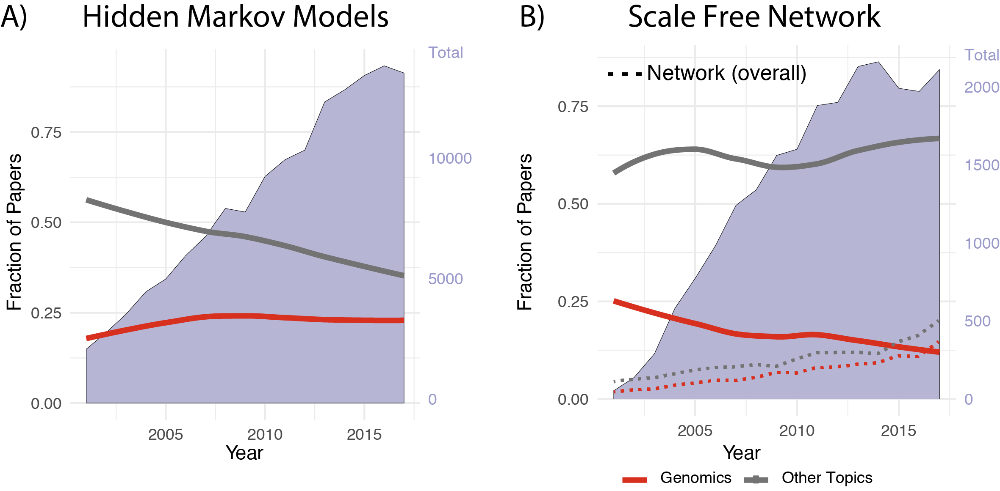 A) Hidden Markov Models
Total
0.75
10000
0.50
5000
0.25
0.00
0
Fraction of Papers
2005 2010 2015
Year
B) Scale Free Network
Network (overall)
Total
2000
0.75
1500
0.50
1000
0.25
500
0.00
0
Fraction of Papers
2005 2010 2015
Year
Genomics Other Topics